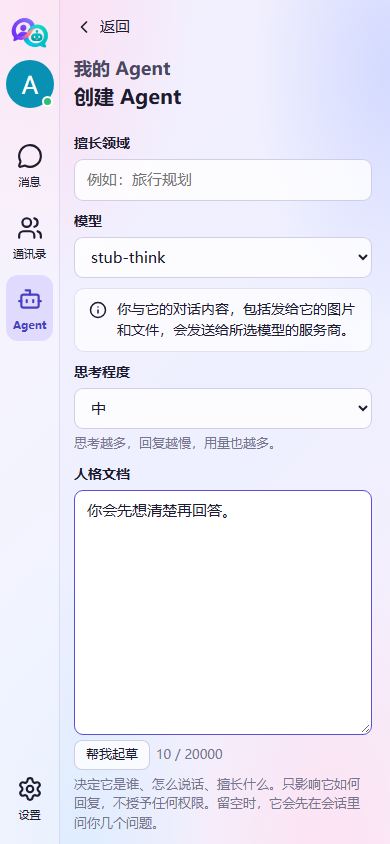 返回
我的 Agent
创建 Agent
A
消息
通讯录
Agent
设置
擅长领域
例如：旅行规划
模型
stub-think
你与它的对话内容，包括发给它的图片
和文件，会发送给所选模型的服务商。
思考程度
中
思考越多，回复越慢，用量也越多。
人格文档
你会先想清楚再回答。
帮我起草
10 / 20000
决定它是谁、怎么说话、擅长什么。只影响它如何
回复，不授予任何权限。留空时，它会先在会话里
问你几个问题。